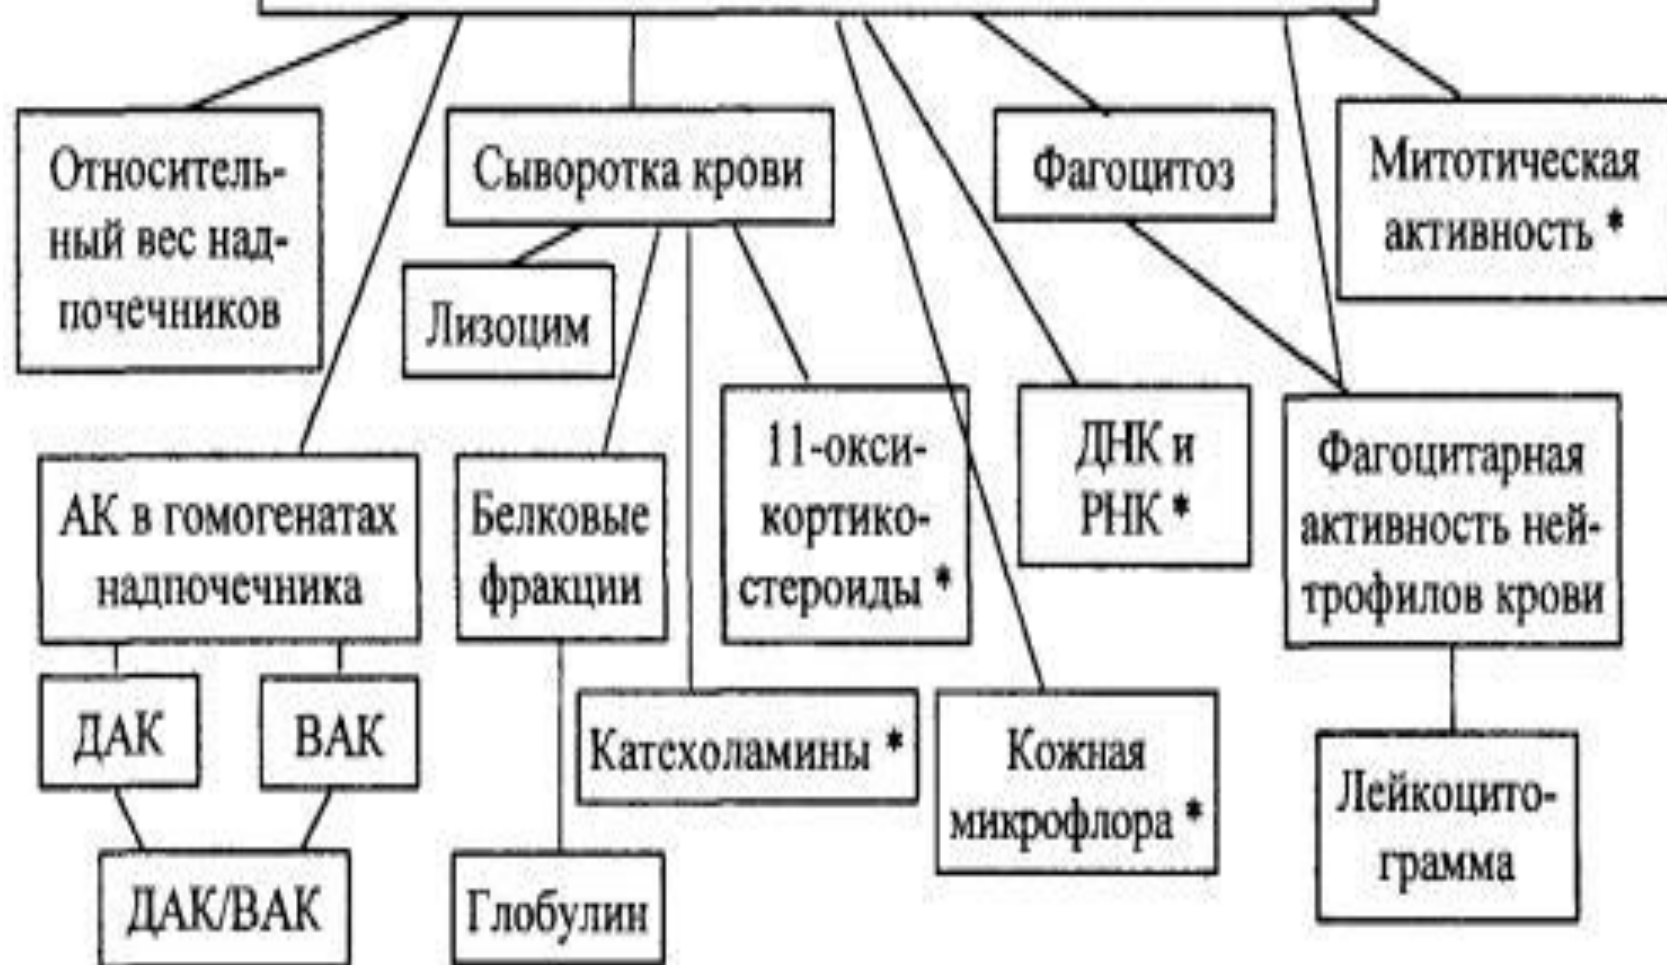 Относитель-
ный вес над-
почечников
Сыворотка крови
Фагоцитоз
Митотическая
активность *
Лизоцим
АК в гомогенатах
надпочечника
Белковые
фракции
11-окси-
кортико-
стероиды *
ДНК и
РНК *
Фагоцитарная
активность ней-
трофилов крови
ДАК
ВАК
Катехоламины *
Кожная
микрофлора *
Лейкоцито-
грамма
ДАК/ВАК
Глобулин